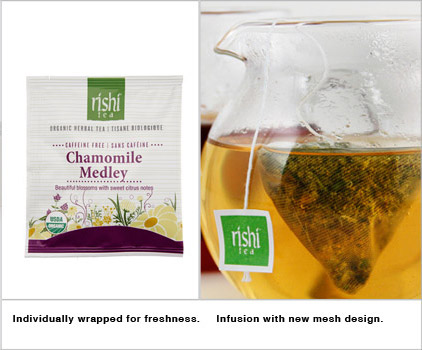 rishi
tea
ORGANIC HERBAL TEA | TISANE BIOLOGIQUE
CAFFEINE FREE | SANS CAFÉINE
Chamomile
Medley
Beautiful blossoms with sweet citrus notes
USDA
ORGANIC
rishi
tea
Individually wrapped for freshness.
Infusion with new mesh design.